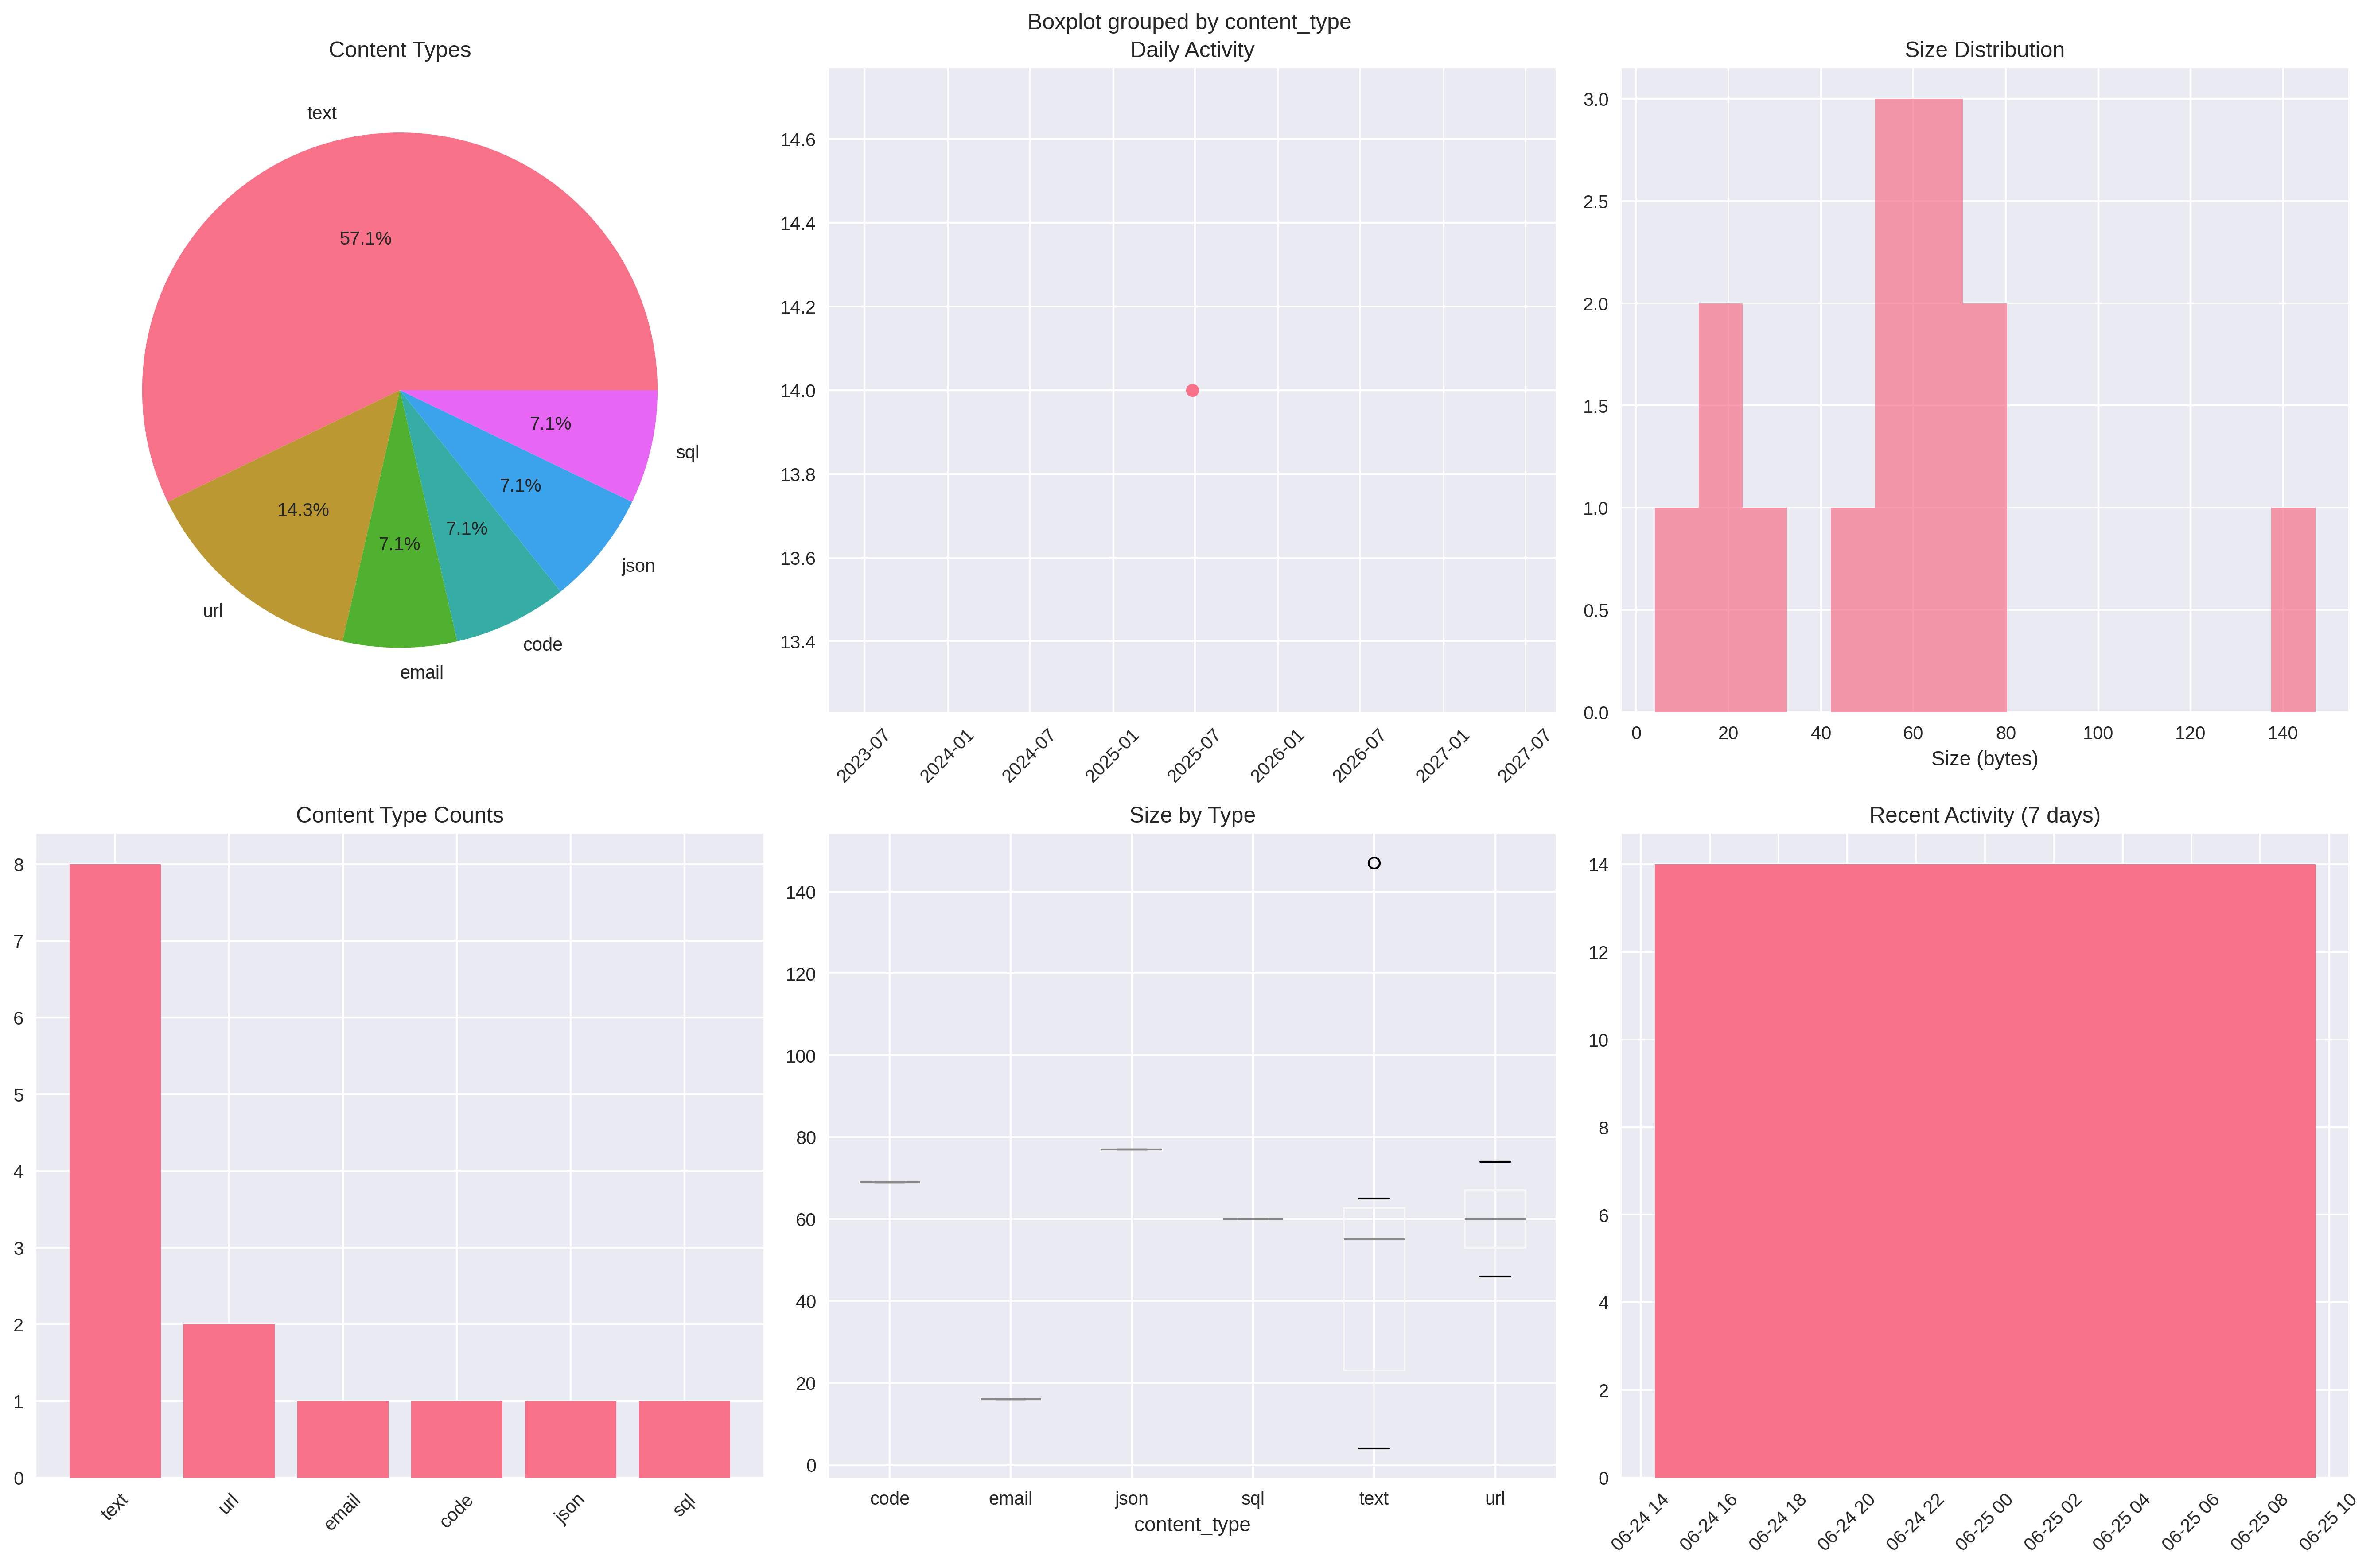 Boxplot grouped by content_type
Content Types
text
57.1%
14.3%
7.1%
7.1%
7.1%
7.1%
sql
json
code
email
url
Daily Activity
14.6
14.4
14.2
14.0
13.8
13.6
13.4
2023-07
2024-01
2024-07
2025-01
2025-07
2026-01
2026-07
2027-01
2027-07
Size Distribution
3.0
2.5
2.0
1.5
1.0
0.5
0.0
0 20 40 60 80 100 120 140
Size (bytes)
Content Type Counts
8
7
6
5
4
3
2
1
0
text
url
email
code
json
sql
Size by Type
140
120
100
80
60
40
20
0
code email json sql text url
content_type
Recent Activity (7 days)
14
12
10
8
6
4
2
0
06-24 14
06-24 16
06-24 18
06-24 20
06-24 22
06-25 00
06-25 02
06-25 04
06-25 06
06-25 08
06-25 10